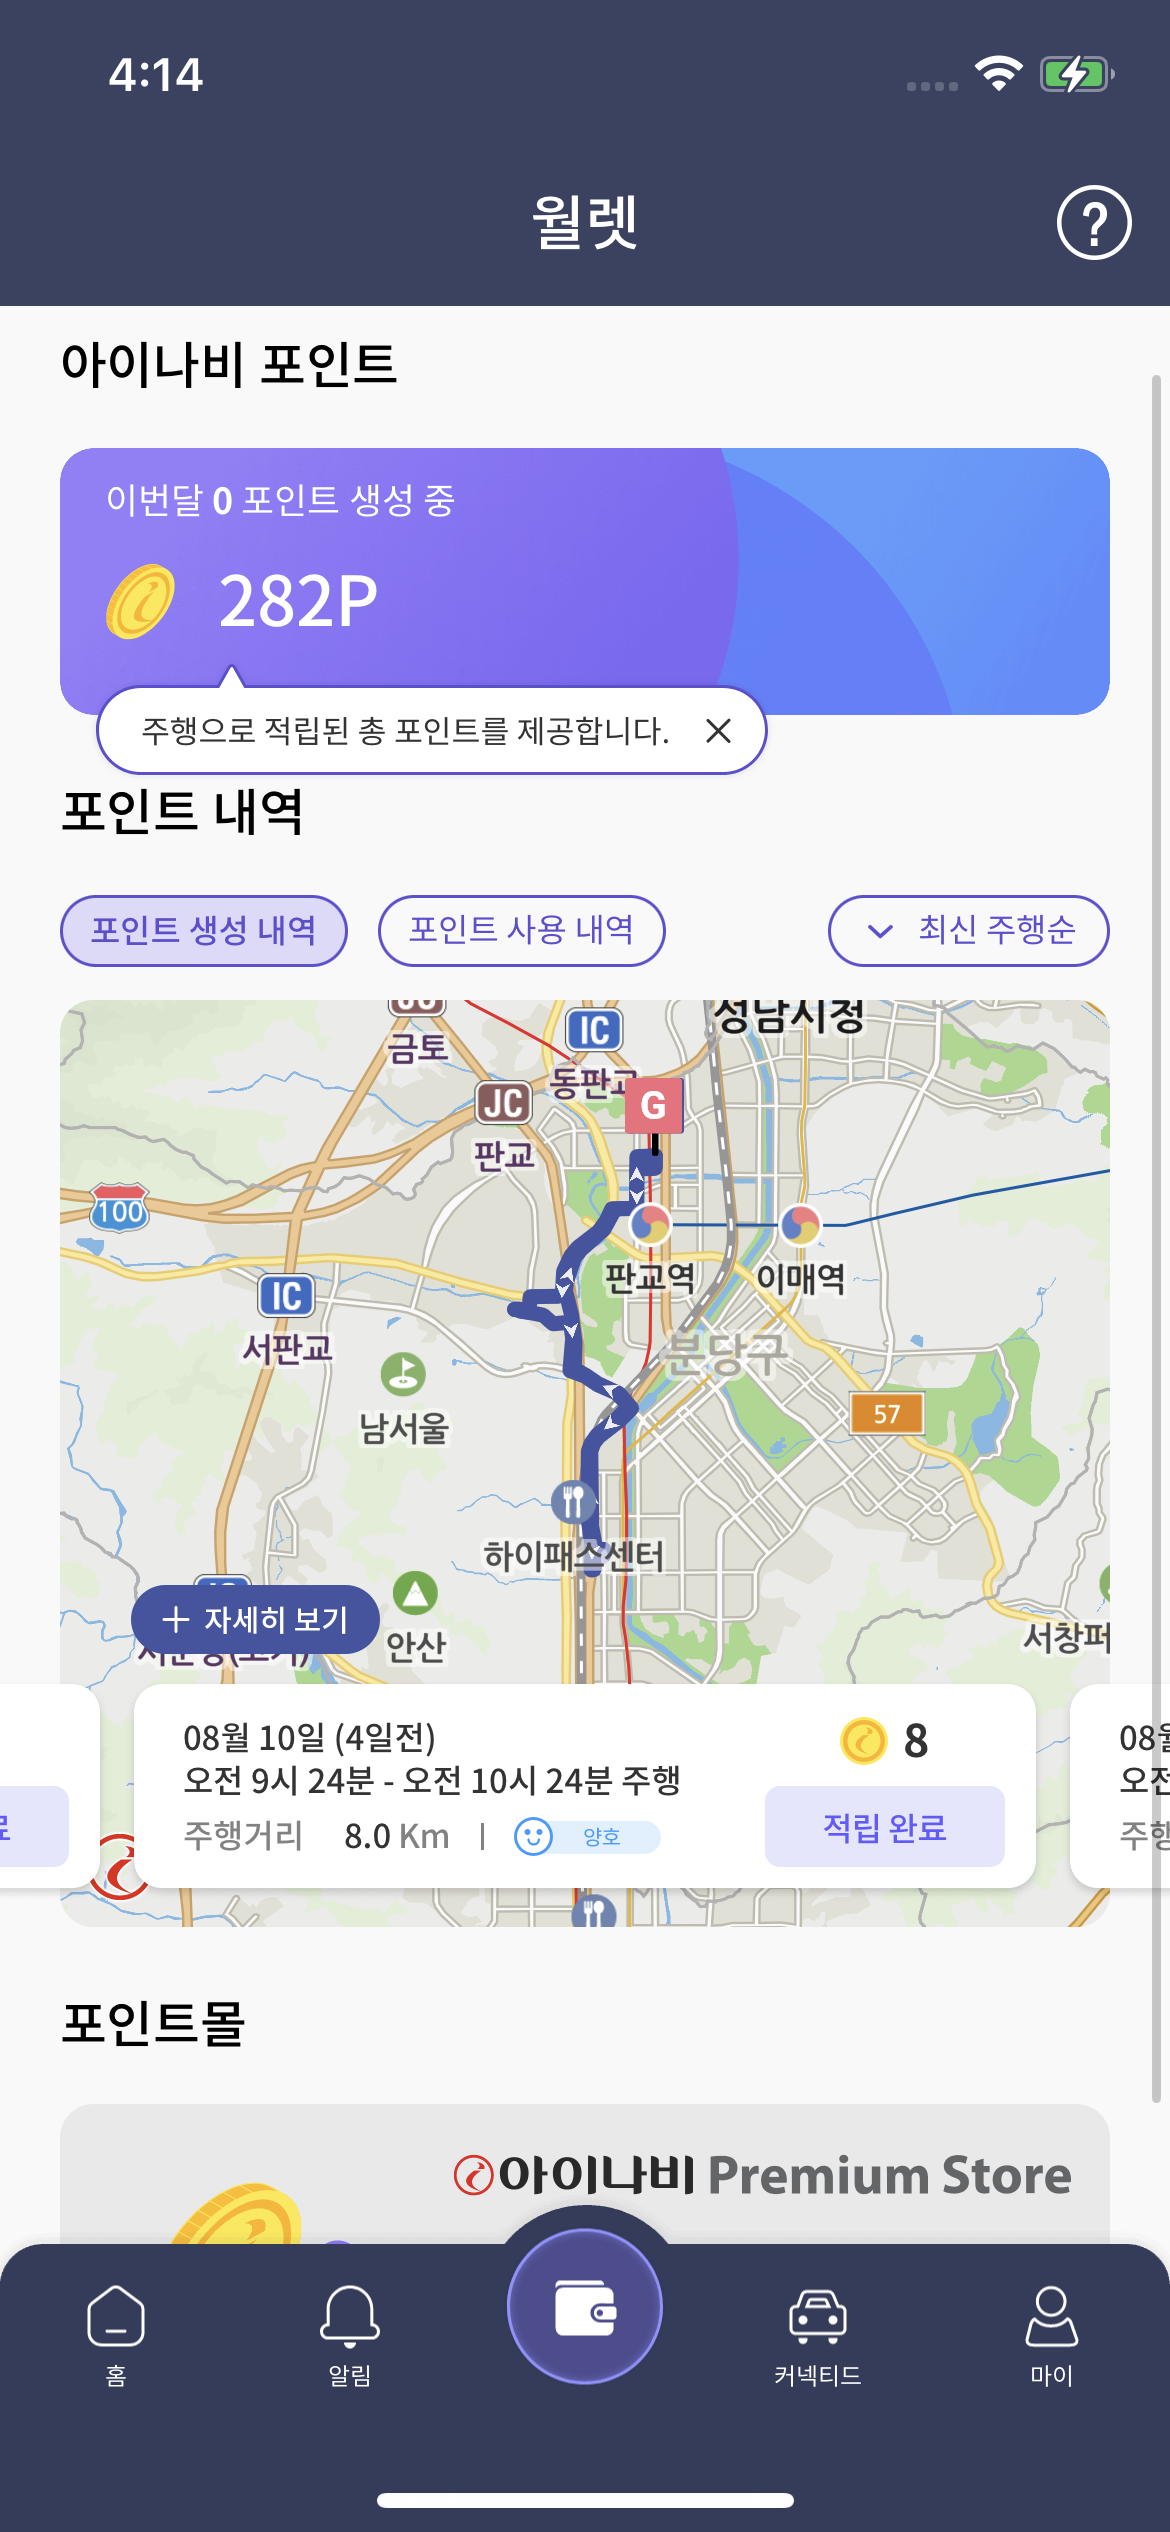 4:14
월렛
?
아이나비 포인트
이번달 0 포인트 생성 중
282P
주행으로 적립된 총 포인트를 제공합니다.
포인트 내역
포인트 생성 내역
포인트 사용 내역
최신 주행순
성남시청
IC
금토
동판교
JC
G
판교
100
판교역
이매역
IC
서판교
분당구
남서울
57
하이패스센터
+ 자세히 보기
안산
서창퍼
08월 10일 (4일전)
8
오전 9시 24분 - 오전 10시 24분 주행
적립 완료
주행거리 8.0 Km | 양호
료
08월
오전
주행
포인트몰
아이나비 Premium Store
홈
알림
커넥티드
마이